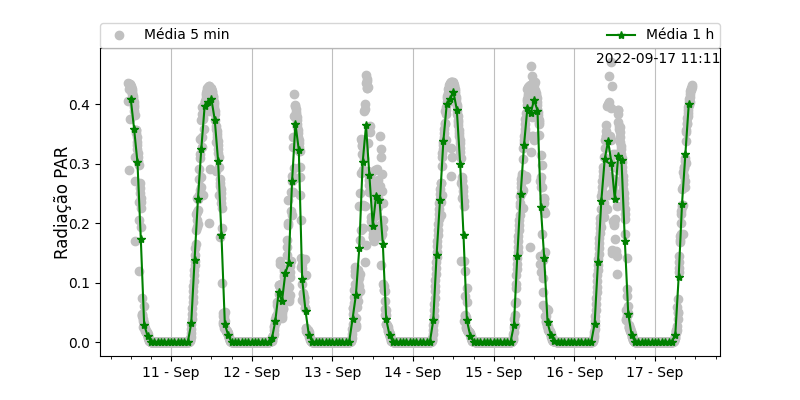 Média 5 min
Média 1 h
2022-09-17 11:11
Radiação PAR
0.4
0.3
0.2
0.1
0.0
11 - Sep
12 - Sep
13 - Sep
14 - Sep
15 - Sep
16 - Sep
17 - Sep